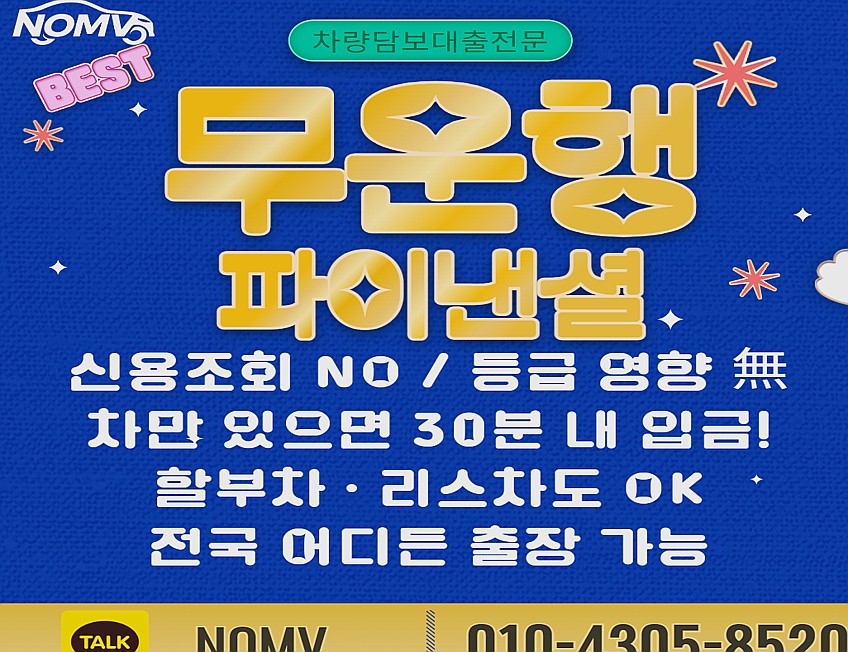 NOMV
차량담보대출전문
BEST
무운행
파이낸셜
신용조회 NO / 등급 영향 無
차만 있으면 30분 내 입금!
할부차 · 리스차도 OK
전국 어디든 출장 가능
TALK NOMV 010-4305-8520